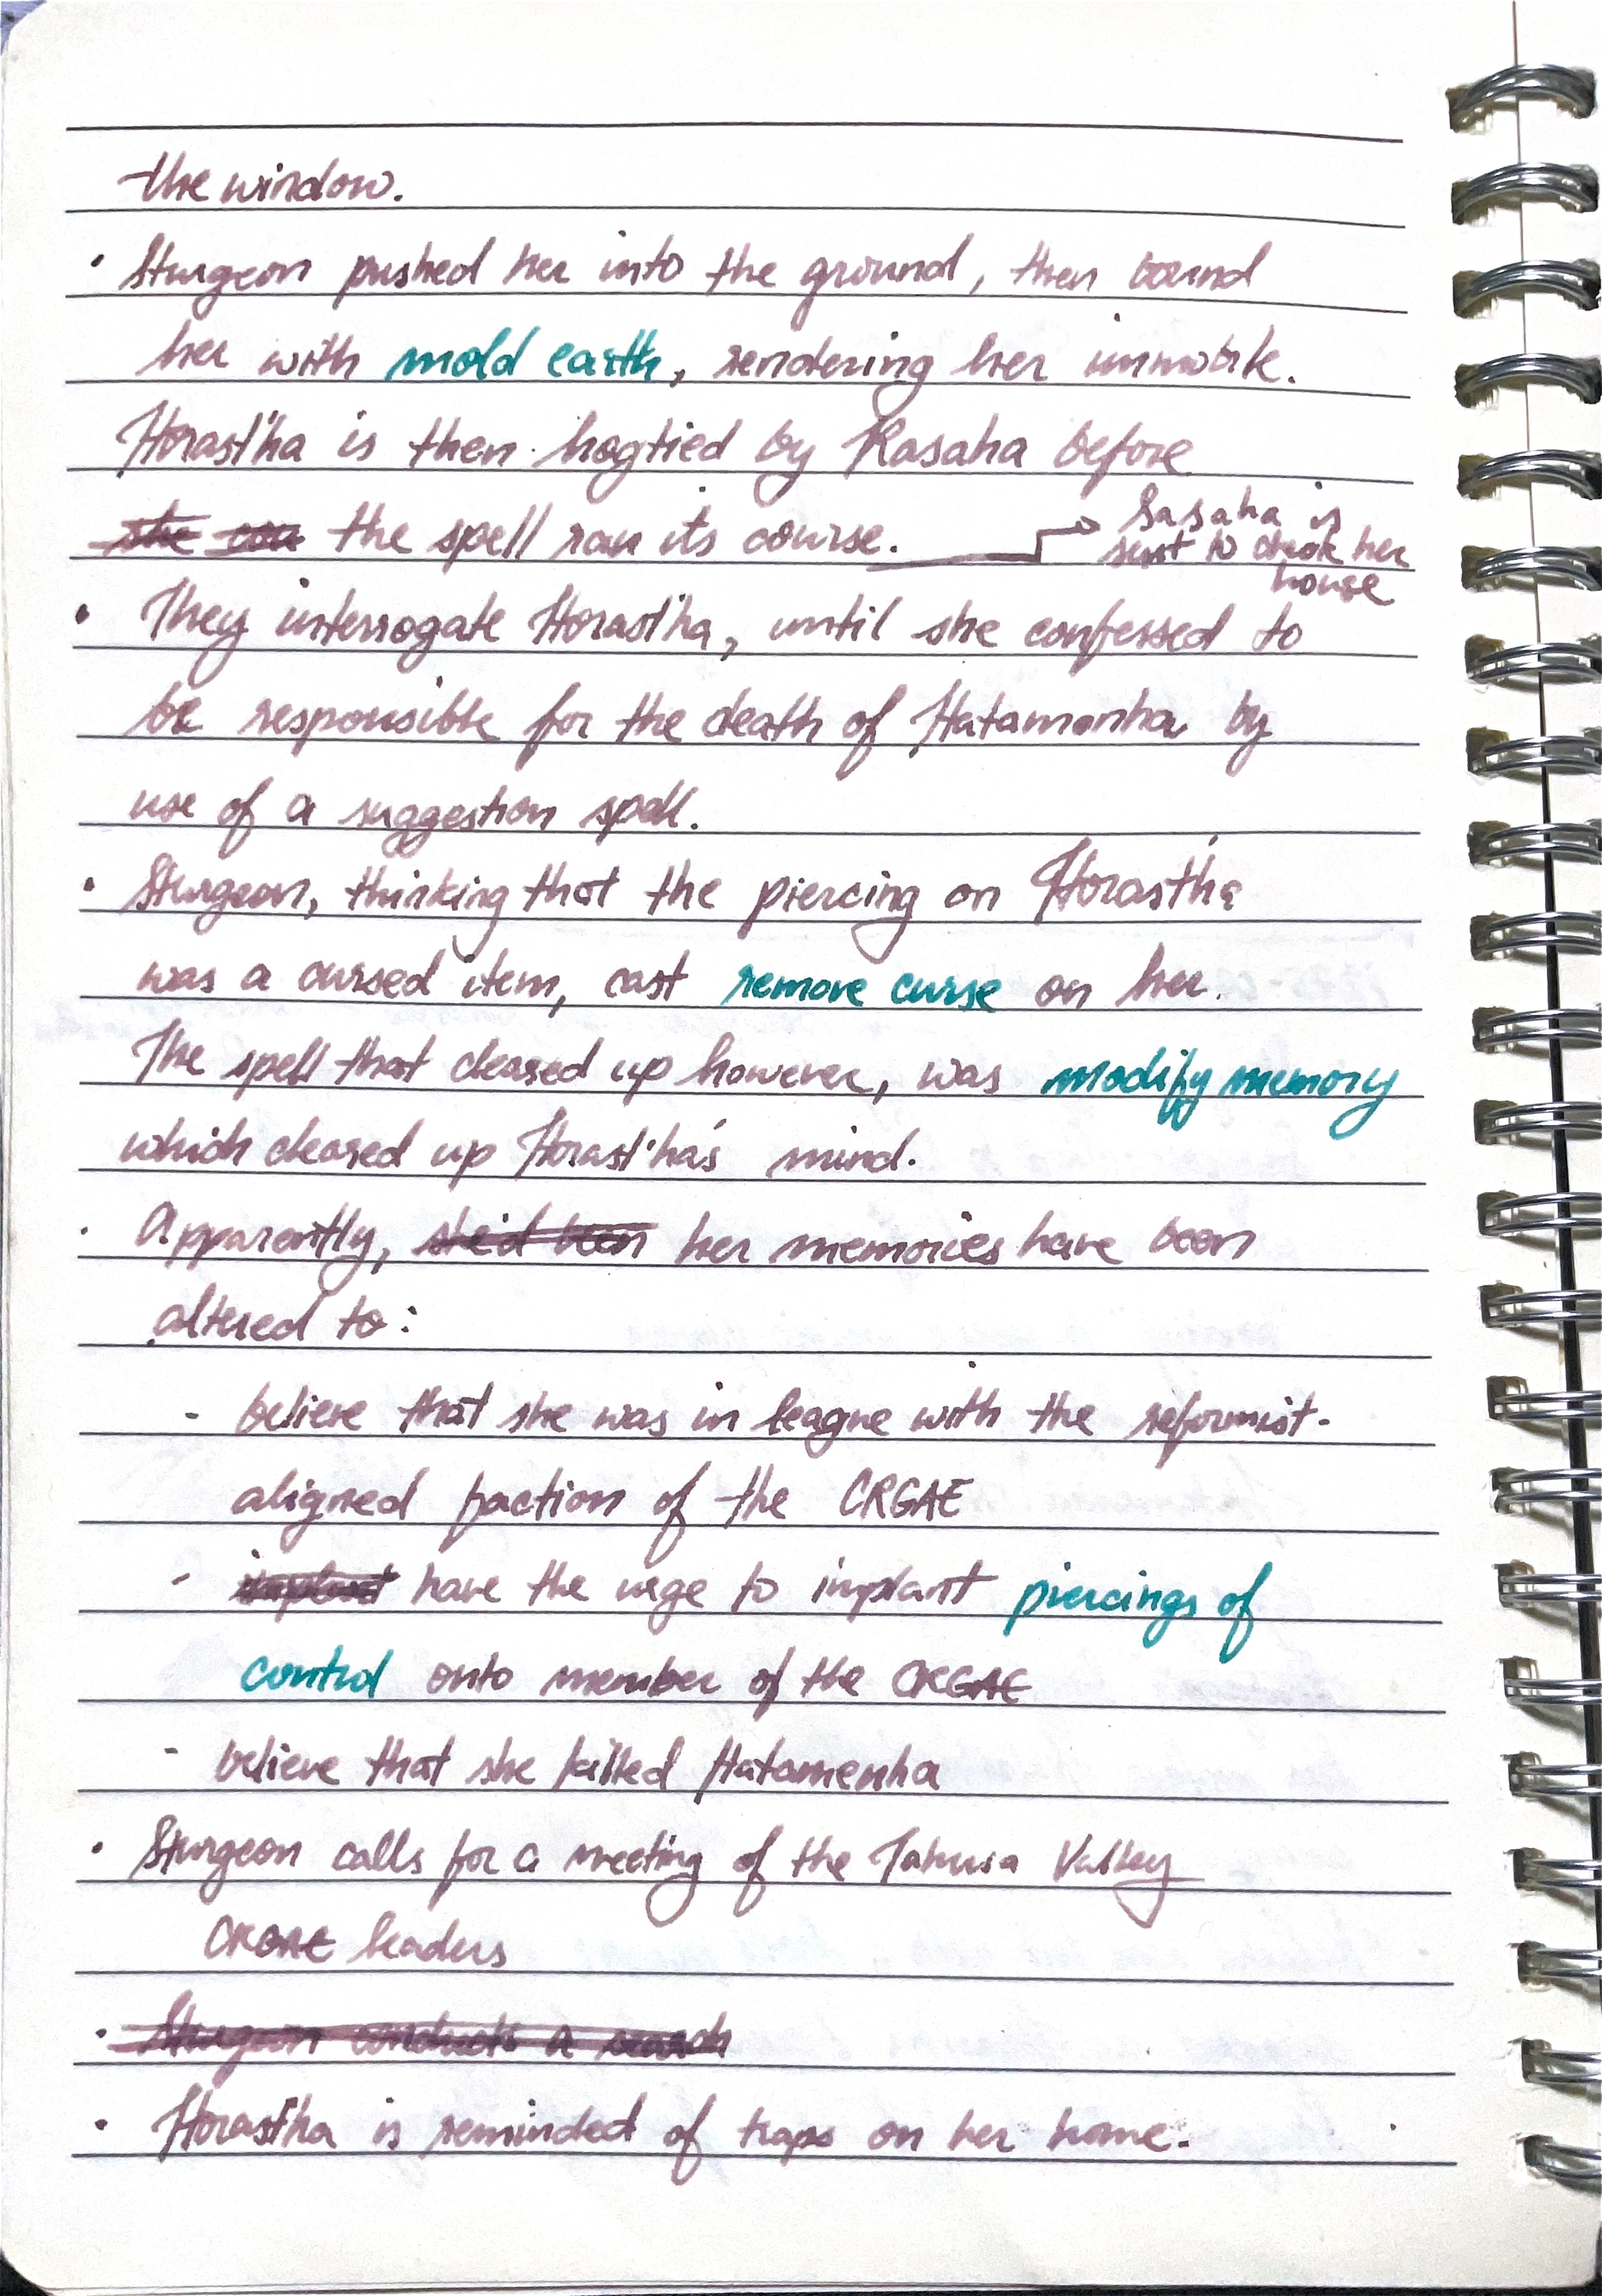 the window.
· Sturgeon pushed her into the ground, then bound
her with mold earth, rendering her immobile.
Horast'ha is then hogtied by Rasaha before
she cou the spell ran its course.
Sasaha is
sent to check her
house
· They interrogate Horast'ha, until she confessed to
be responsible for the death of Hatamenha by
use of a suggestion spell.
· Sturgeon, thinking that the piercing on Horast'ha
was a cursed item, cast remove curse on her.
The spell that cleared up however, was modify memory
which cleared up Horast'ha's mind.
· Apparently, she'd been her memories have been
altered to:
- believe that she was in league with the reformist-
aligned faction of the CRGAE
- implant have the urge to implant piercings of
control onto member of the CRGAE
- believe that she killed Hatamenha
· Sturgeon calls for a meeting of the Tahusa Valley
CRGAE leaders
· Sturgeon conducts a search
· Horast'ha is reminded of traps on her home.